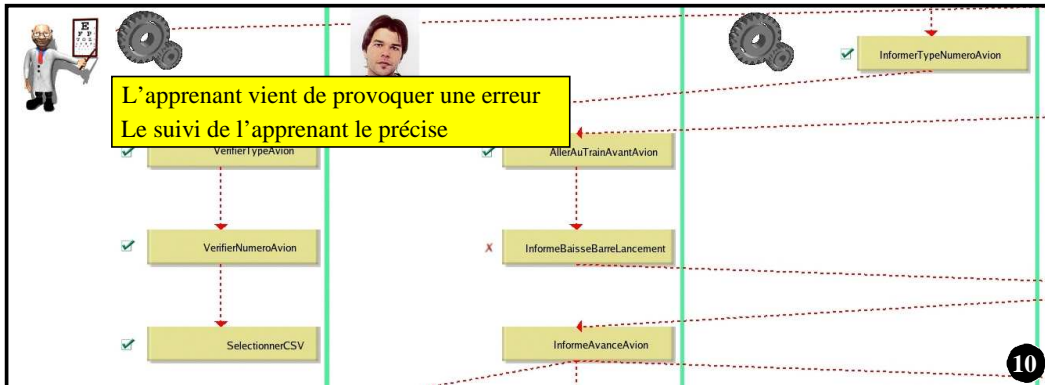 InformerTypeNumeroAvion
L'apprenant vient de provoquer une erreur
Le suivi de l'apprenant le précise
VerifierTypeAvion
AllerAuTrainAvantAvion
VerifierNumeroAvion
InformeBaisseBarreLancement
SelectionnerCSV
InformeAvanceAvion
10